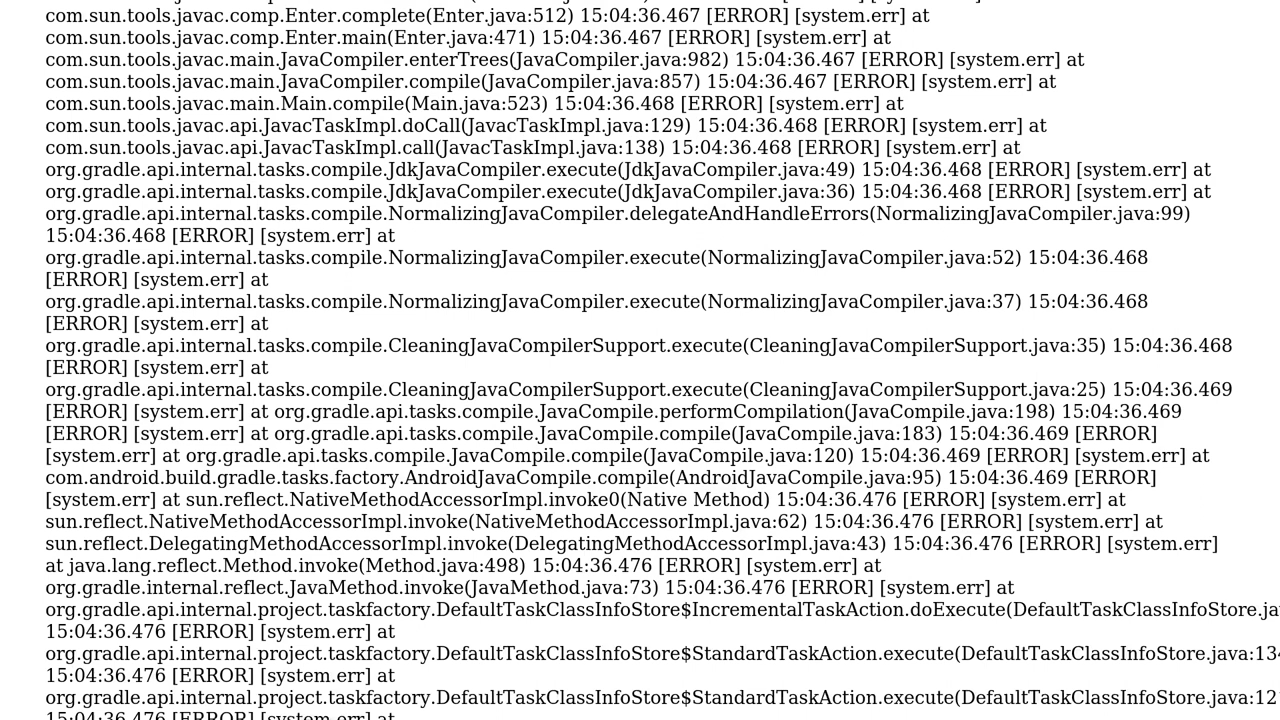 com.sun.tools.javac.comp.Enter.complete(Enter.java:512) 15:04:36.467 [ERROR] [system.err] at
com.sun.tools.javac.comp.Enter.main(Enter.java:471) 15:04:36.467 [ERROR] [system.err] at
com.sun.tools.javac.main.JavaCompiler.enterTrees(JavaCompiler.java:982) 15:04:36.467 [ERROR] [system.err] at
com.sun.tools.javac.main.JavaCompiler.compile(JavaCompiler.java:857) 15:04:36.467 [ERROR] [system.err] at
com.sun.tools.javac.main.Main.compile(Main.java:523) 15:04:36.468 [ERROR] [system.err] at
com.sun.tools.javac.api.JavacTaskImpl.doCall(JavacTaskImpl.java:129) 15:04:36.468 [ERROR] [system.err] at
com.sun.tools.javac.api.JavacTaskImpl.call(JavacTaskImpl.java:138) 15:04:36.468 [ERROR] [system.err] at
org.gradle.api.internal.tasks.compile.JdkJavaCompiler.execute(JdkJavaCompiler.java:49) 15:04:36.468 [ERROR] [system.err] at
org.gradle.api.internal.tasks.compile.JdkJavaCompiler.execute(JdkJavaCompiler.java:36) 15:04:36.468 [ERROR] [system.err] at
org.gradle.api.internal.tasks.compile.NormalizingJavaCompiler.delegateAndHandleErrors(NormalizingJavaCompiler.java:99)
15:04:36.468 [ERROR] [system.err] at
org.gradle.api.internal.tasks.compile.NormalizingJavaCompiler.execute(NormalizingJavaCompiler.java:52) 15:04:36.468
[ERROR] [system.err] at
org.gradle.api.internal.tasks.compile.NormalizingJavaCompiler.execute(NormalizingJavaCompiler.java:37) 15:04:36.468
[ERROR] [system.err] at
org.gradle.api.internal.tasks.compile.CleaningJavaCompilerSupport.execute(CleaningJavaCompilerSupport.java:35) 15:04:36.468
[ERROR] [system.err] at
org.gradle.api.internal.tasks.compile.CleaningJavaCompilerSupport.execute(CleaningJavaCompilerSupport.java:25) 15:04:36.469
[ERROR] [system.err] at org.gradle.api.tasks.compile.JavaCompile.performCompilation(JavaCompile.java:198) 15:04:36.469
[ERROR] [system.err] at org.gradle.api.tasks.compile.JavaCompile.compile(JavaCompile.java:183) 15:04:36.469 [ERROR]
[system.err] at org.gradle.api.tasks.compile.JavaCompile.compile(JavaCompile.java:120) 15:04:36.469 [ERROR] [system.err] at
com.android.build.gradle.tasks.factory.AndroidJavaCompile.compile(AndroidJavaCompile.java:95) 15:04:36.469 [ERROR]
[system.err] at sun.reflect.NativeMethodAccessorImpl.invoke0(Native Method) 15:04:36.476 [ERROR] [system.err] at
sun.reflect.NativeMethodAccessorImpl.invoke(NativeMethodAccessorImpl.java:62) 15:04:36.476 [ERROR] [system.err] at
sun.reflect.DelegatingMethodAccessorImpl.invoke(DelegatingMethodAccessorImpl.java:43) 15:04:36.476 [ERROR] [system.err]
at java.lang.reflect.Method.invoke(Method.java:498) 15:04:36.476 [ERROR] [system.err] at
org.gradle.internal.reflect.JavaMethod.invoke(JavaMethod.java:73) 15:04:36.476 [ERROR] [system.err] at
org.gradle.api.internal.project.taskfactory.DefaultTaskClassInfoStore$IncrementalTaskAction.doExecute(DefaultTaskClassInfoStore.ja
15:04:36.476 [ERROR] [system.err] at
org.gradle.api.internal.project.taskfactory.DefaultTaskClassInfoStore$StandardTaskAction.execute(DefaultTaskClassInfoStore.java:134
15:04:36.476 [ERROR] [system.err] at
org.gradle.api.internal.project.taskfactory.DefaultTaskClassInfoStore$StandardTaskAction.execute(DefaultTaskClassInfoStore.java:12
15:04:36.476 [ERROR] [system.err] at